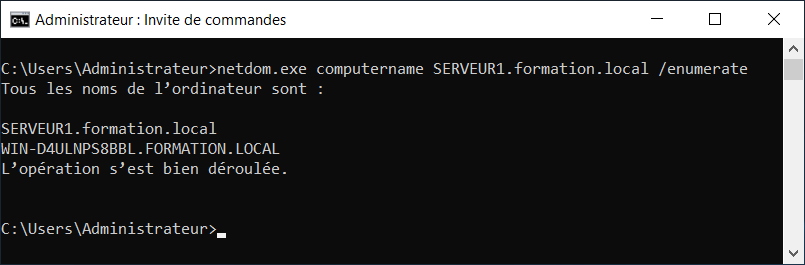 Administrateur : Invite de commandes
C:\Users\Administrateur>netdom.exe computername SERVEUR1.formation.local /enumerate
Tous les noms de l’ordinateur sont :
SERVEUR1.formation.local
WIN-D4ULNPS8BBL.FORMATION.LOCAL
L’opération s’est bien déroulée.
C:\Users\Administrateur>